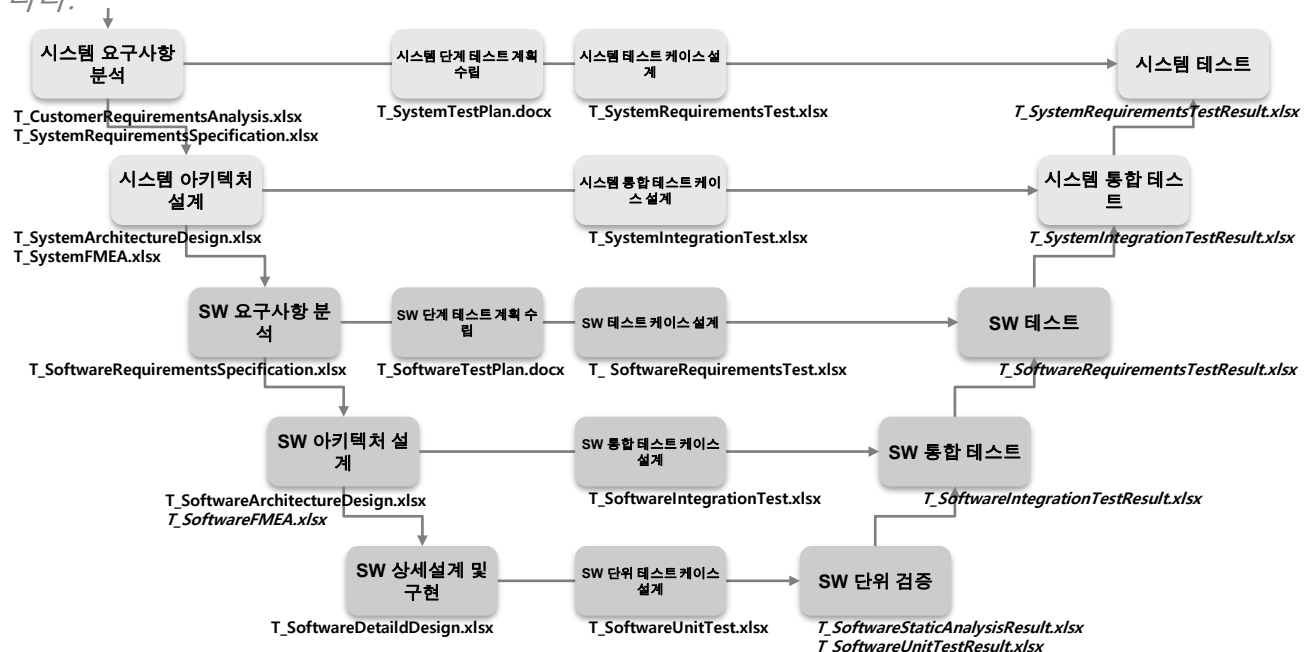 니다.
시스템 요구사항
분석
시스템 단계 테스트 계획
수립
시스템 테스트 케이스 설
계
시스템 테스트
T_CustomerRequirementsAnalysis.xlsx
T_SystemRequirementsSpecification.xlsx
T_SystemTestPlan.docx
T_SystemRequirementsTest.xlsx
T_SystemRequirementsTestResult.xlsx
시스템 아키텍처
설계
시스템 통합 테스트 케이
스 설계
시스템 통합 테스
트
T_SystemArchitectureDesign.xlsx
T_SystemFMEA.xlsx
T_SystemIntegrationTest.xlsx
T_SystemIntegrationTestResult.xlsx
SW 요구사항 분
석
SW 단계 테스트 계획 수
립
SW 테스트 케이스 설계
SW 테스트
T_SoftwareRequirementsSpecification.xlsx
T_SoftwareTestPlan.docx
T_ SoftwareRequirementsTest.xlsx
T_SoftwareRequirementsTestResult.xlsx
SW 아키텍처 설
계
SW 통합 테스트 케이스
설계
SW 통합 테스트
T_SoftwareArchitectureDesign.xlsx
T_SoftwareFMEA.xlsx
T_SoftwareIntegrationTest.xlsx
T_SoftwareIntegrationTestResult.xlsx
SW 상세설계 및
구현
SW 단위 테스트 케이스
설계
SW 단위 검증
T_SoftwareDetaildDesign.xlsx
T_SoftwareUnitTest.xlsx
T_SoftwareStaticAnalysisResult.xlsx
T_SoftwareUnitTestResult.xlsx